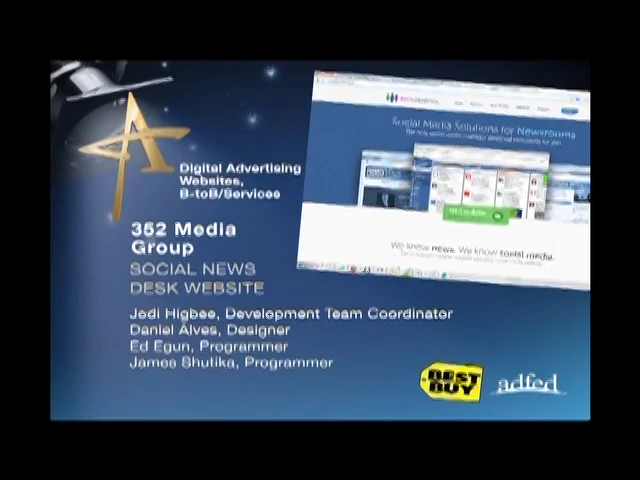 Digital Advertising
Websites,
B-toB/Services
352 Media
Group
SOCIAL NEWS
DESK WEBSITE
Jedi Higbee, Development Team Coordinator
Daniel Alves, Designer
Ed Egun, Programmer
James Shutika, Programmer
Social Media Solutions for Newsrooms
We know news. We know social media.
BEST
BUY
adfed